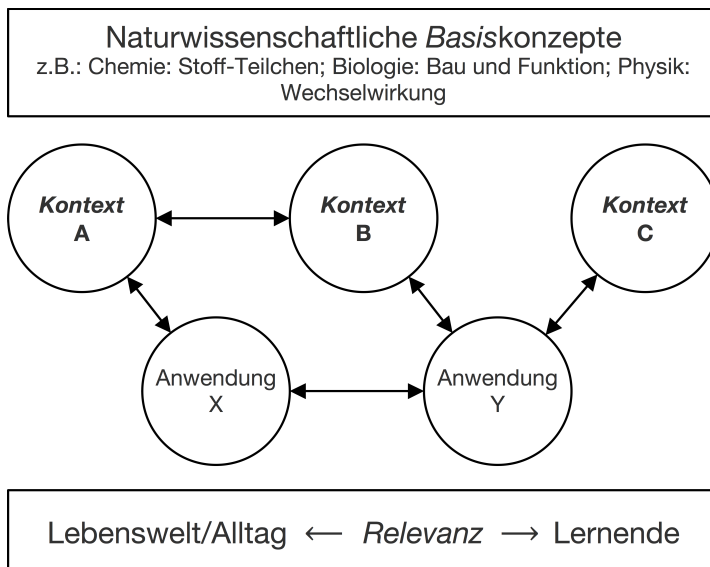 Naturwissenschaftliche Basiskonzepte
z.B.: Chemie: Stoff-Teilchen; Biologie: Bau und Funktion; Physik:
Wechselwirkung
Kontext
A
Kontext
B
Kontext
C
Anwendung
X
Anwendung
Y
Lebenswelt/Alltag ← Relevanz → Lernende